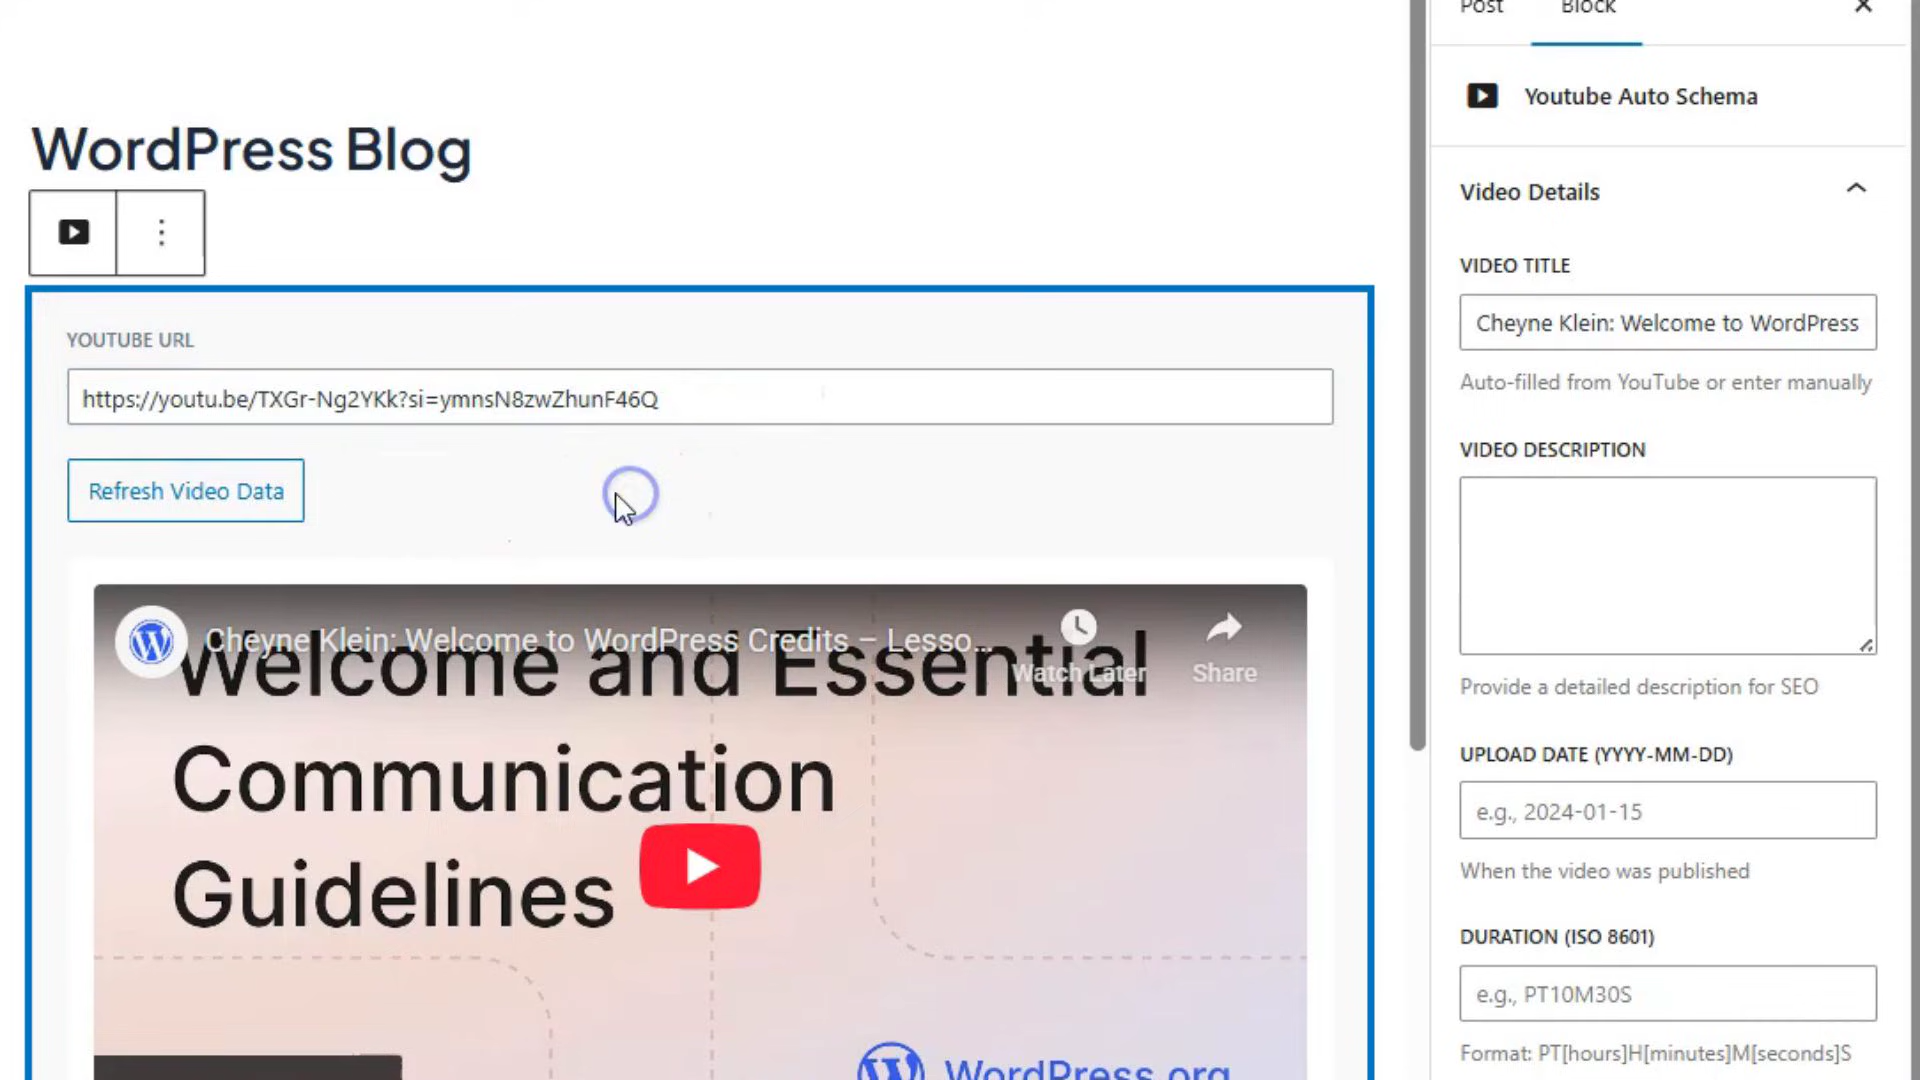 Post Block
Youtube Auto Schema
WordPress Blog
Video Details
VIDEO TITLE
Cheyne Klein: Welcome to WordPress
Auto-filled from YouTube or enter manually
YOUTUBE URL
https://youtu.be/TXGr-Ng2YKk?si=ymnsN8zwZhunF46Q
Refresh Video Data
VIDEO DESCRIPTION
Provide a detailed description for SEO
UPLOAD DATE (YYYY-MM-DD)
e.g., 2024-01-15
When the video was published
DURATION (ISO 8601)
e.g., PT10M30S
Format: PT[hours]H[minutes]M[seconds]S
Cheyne Klein: Welcome to WordPress Credits – Lesso...
Watch Later
Share
Welcome and Essential
Communication
Guidelines
WordPress.org